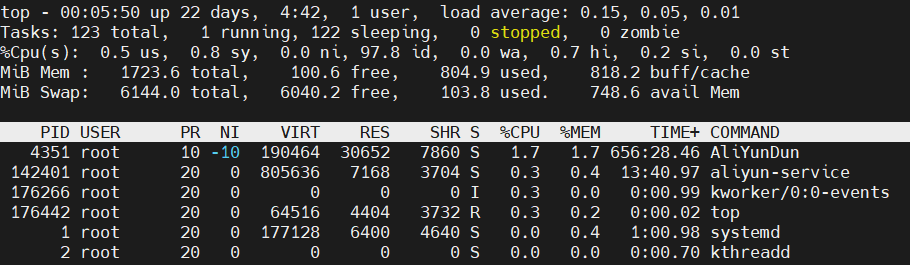 top - 00:05:50 up 22 days,  4:42,  1 user,  load average: 0.15, 0.05, 0.01
Tasks: 123 total,   1 running, 122 sleeping,   0 stopped,   0 zombie
%Cpu(s):  0.5 us,  0.8 sy,  0.0 ni, 97.8 id,  0.0 wa,  0.7 hi,  0.2 si,  0.0 st
MiB Mem :   1723.6 total,    100.6 free,    804.9 used,    818.2 buff/cache
MiB Swap:   6144.0 total,   6040.2 free,    103.8 used.    748.6 avail Mem
PID USER      PR  NI    VIRT    RES    SHR S  %CPU  %MEM     TIME+ COMMAND
4351 root      10 -10  190464  30652   7860 S   1.7   1.7 656:28.46 AliYunDun
142401 root      20   0  805636   7168   3704 S   0.3   0.4  13:40.97 aliyun-service
176266 root      20   0       0      0      0 I   0.3   0.0   0:00.99 kworker/0:0-events
176442 root      20   0   64516   4404   3732 R   0.3   0.2   0:00.02 top
1 root      20   0  177128   6400   4640 S   0.0   0.4   1:00.98 systemd
2 root      20   0       0      0      0 S   0.0   0.0   0:00.70 kthreadd